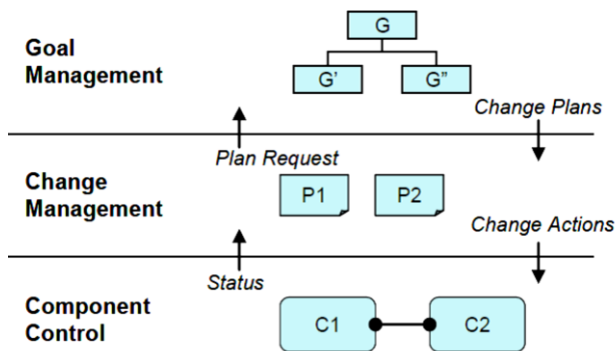 Goal
Management
G
G’
G”
Change Plans
Plan Request
Change
Management
P1
P2
Change Actions
Status
Component
Control
C1
C2